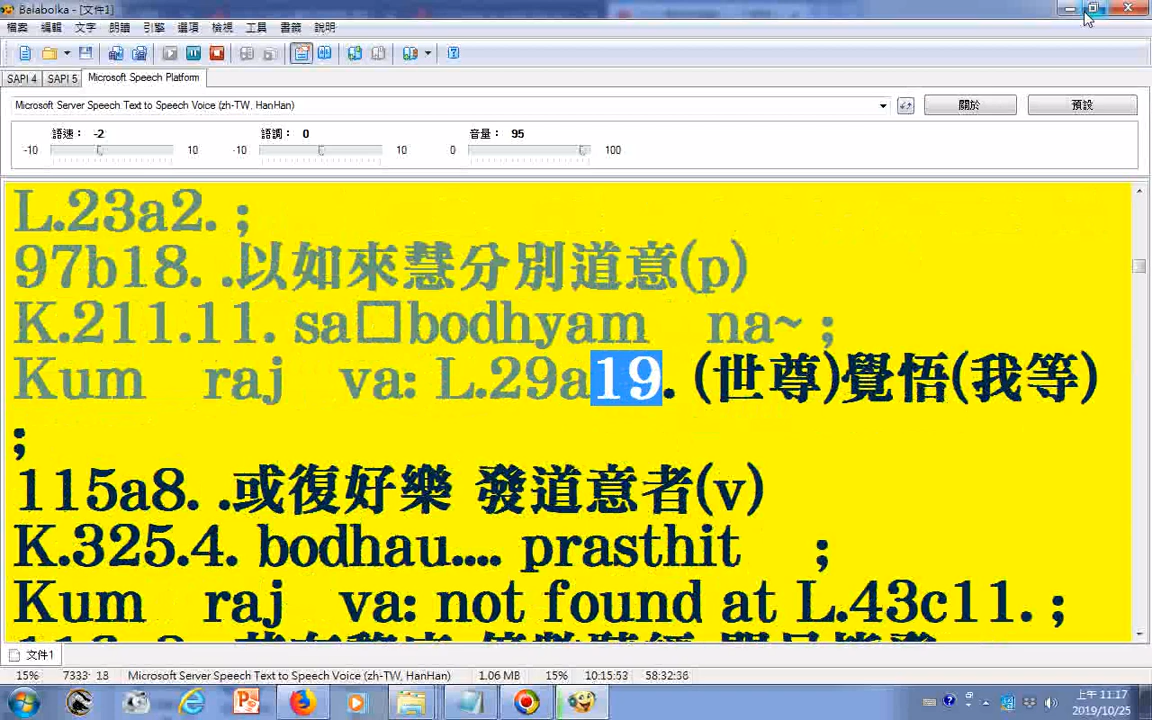 Balabolka - [文件1]
檔案 編輯 文字 朗讀 引擎 選項 檢視 工具 書籤 說明
SAPI 4 SAPI 5 Microsoft Speech Platform
Microsoft Server Speech Text to Speech Voice (zh-TW, HanHan) 關於 預設
語速: -2 語調: 0 音量: 95
-10 10 -10 10 0 100
L.23a2. ;
97b18. .以如來慧分別道意(p)
K.211.11. sa□bodhyam na~ ;
Kum raj va: L.29a19. (世尊)覺悟(我等)
;
115a8. .或復好樂 發道意者(v)
K.325.4. bodhau.... prasthit ;
Kum raj va: not found at L.43c11. ;
文件1
15% 7333: 18 Microsoft Server Speech Text to Speech Voice (zh-TW, HanHan) 1.06 MB 15% 10:15:53 58:32:36
上午 11:17
2019/10/25